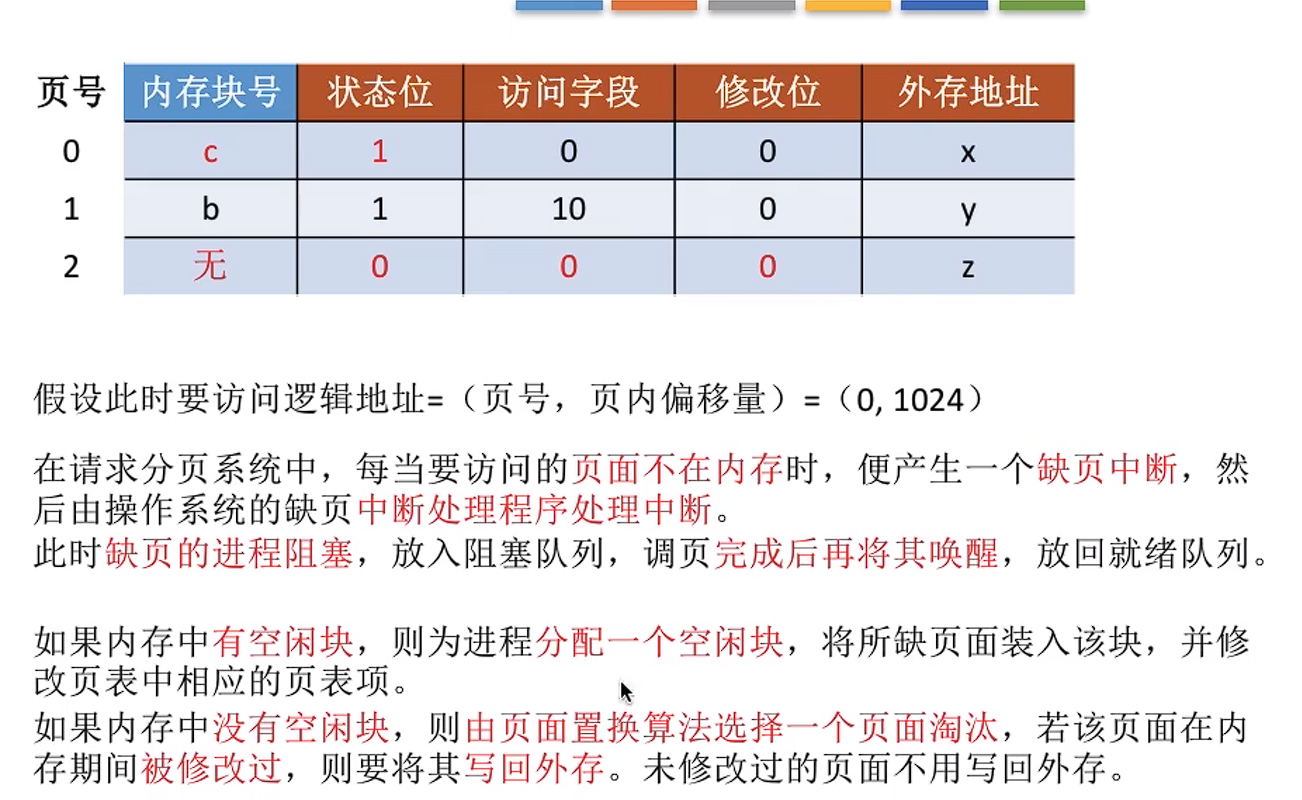 页号 内存块号 状态位 访问字段 修改位 外存地址
0 c 1 0 0 x
1 b 1 10 0 y
2 无 0 0 0 z
假设此时要访问逻辑地址=（页号，页内偏移量）=（0, 1024）
在请求分页系统中，每当要访问的页面不在内存时，便产生一个缺页中断，然
后由操作系统的缺页中断处理程序处理中断。
此时缺页的进程阻塞，放入阻塞队列，调页完成后再将其唤醒，放回就绪队列。
如果内存中有空闲块，则为进程分配一个空闲块，将所缺页面装入该块，并修
改页表中相应的页表项。
如果内存中没有空闲块，则由页面置换算法选择一个页面淘汰，若该页面在内
存期间被修改过，则要将其写回外存。未修改过的页面不用写回外存。